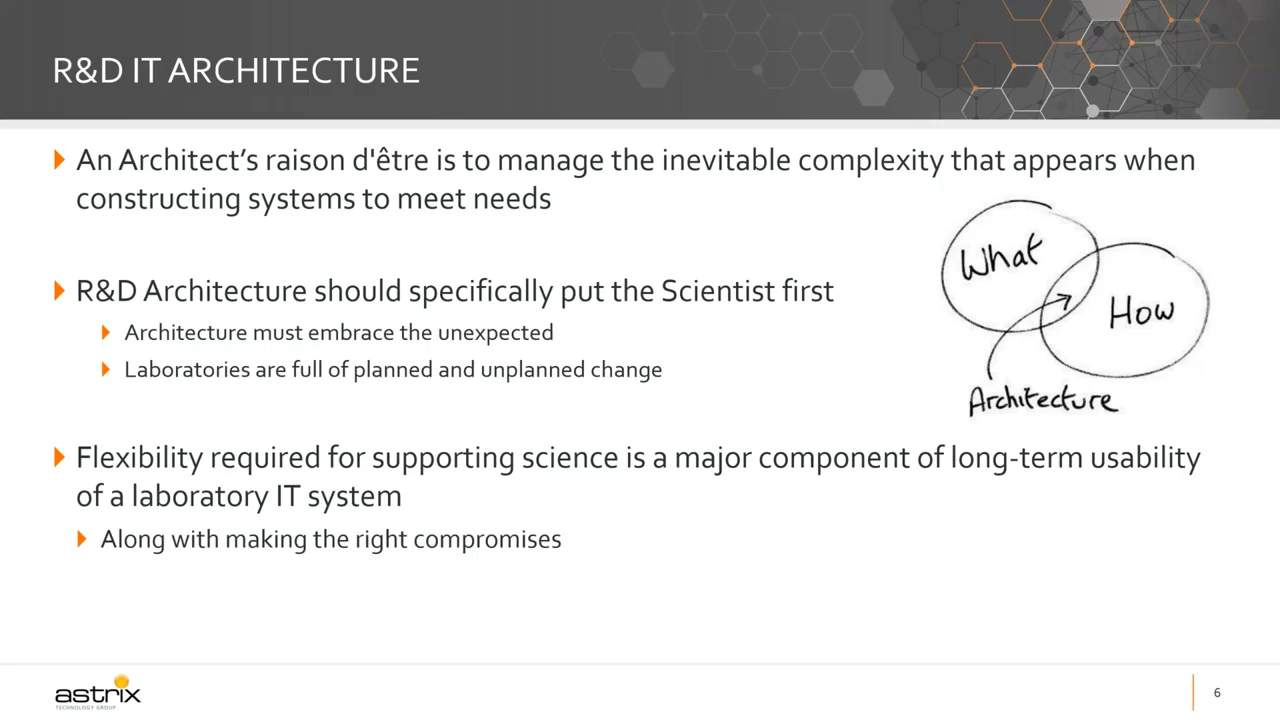 R&D IT ARCHITECTURE
An Architect’s raison d'être is to manage the inevitable complexity that appears when
constructing systems to meet needs
R&D Architecture should specifically put the Scientist first
Architecture must embrace the unexpected
Laboratories are full of planned and unplanned change
What
How
Architecture
Flexibility required for supporting science is a major component of long-term usability
of a laboratory IT system
Along with making the right compromises
astrix
TECHNOLOGY GROUP
6